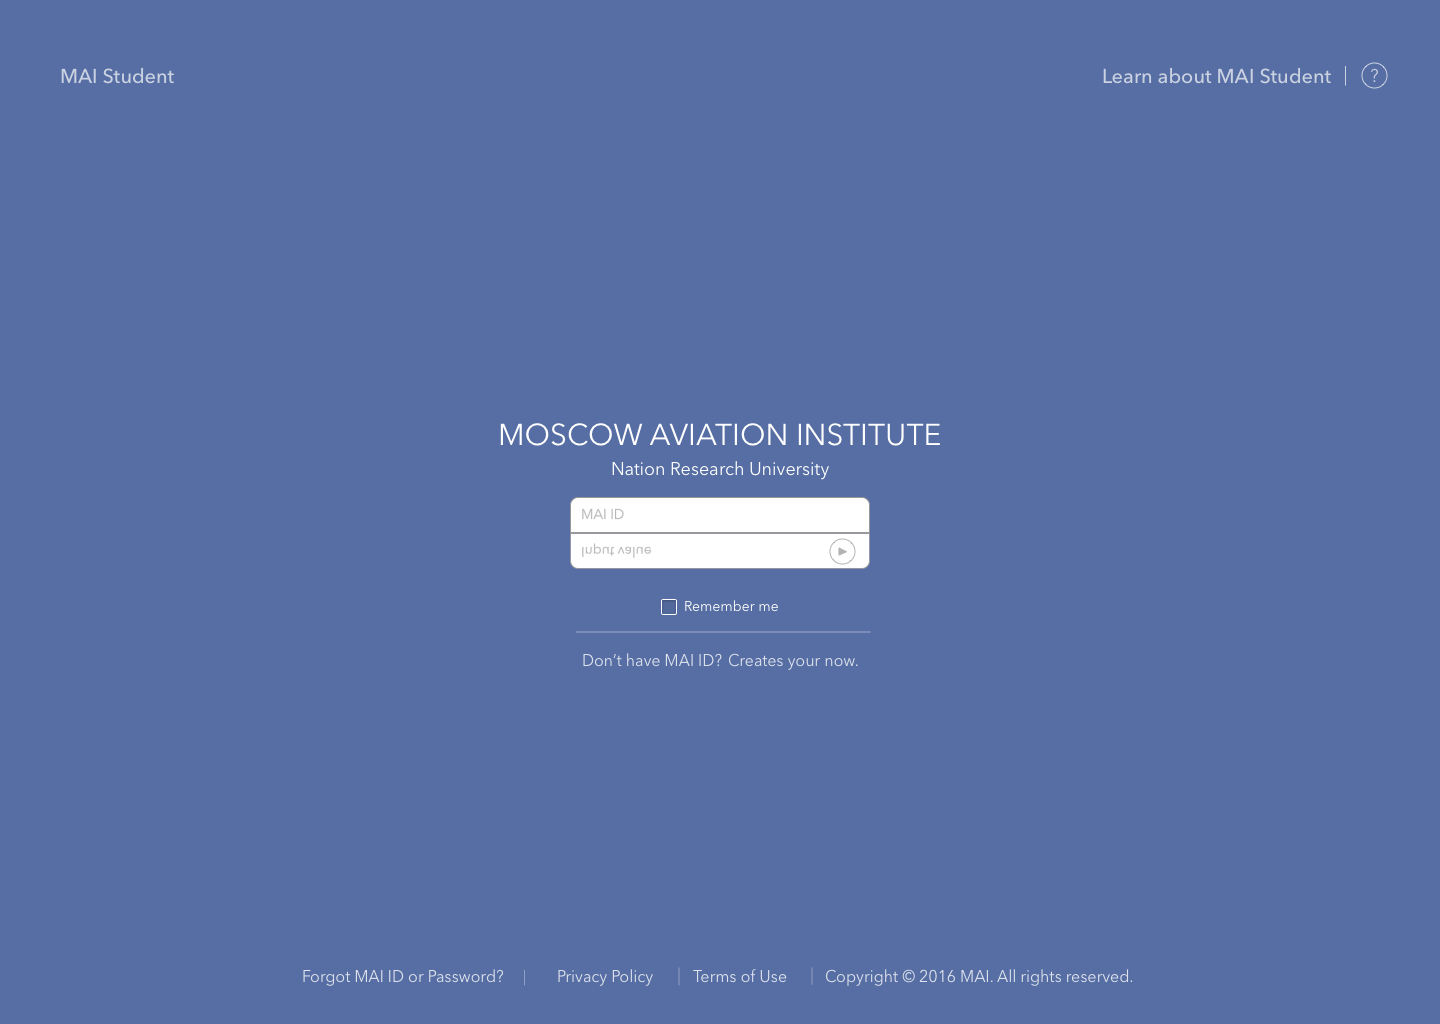 MAI Student
Learn about MAI Student | ?
MOSCOW AVIATION INSTITUTE
Nation Research University
MAI ID
Input value
Remember me
Don’t have MAI ID? Creates your now.
Forgot MAI ID or Password? | Privacy Policy | Terms of Use | Copyright © 2016 MAI. All rights reserved.